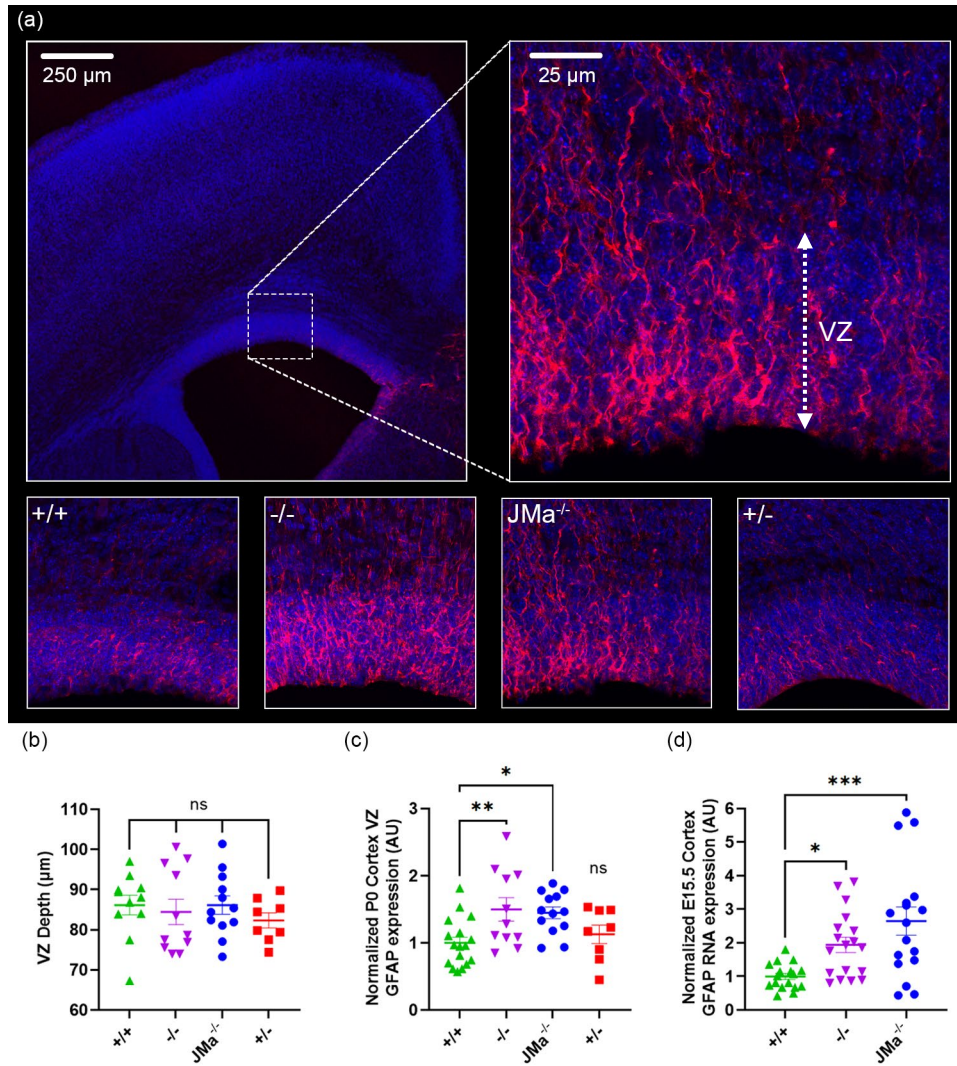 (a)
250 µm
25 µm
VZ
+/+
-/-
JMa-/-
+/-
(b)
(c)
(d)
VZ Depth (µm)
110
100
90
80
70
60
ns
+/+
-/-
JMa-/-
+/-
Normalized P0 Cortex VZ
GFAP expression (AU)
3
2
1
0
*
**
ns
+/+
-/-
JMa-/-
+/-
Normalized E15.5 Cortex
GFAP RNA expression (AU)
6
5
4
3
2
1
0
***
*
+/+
-/-
JMa-/-